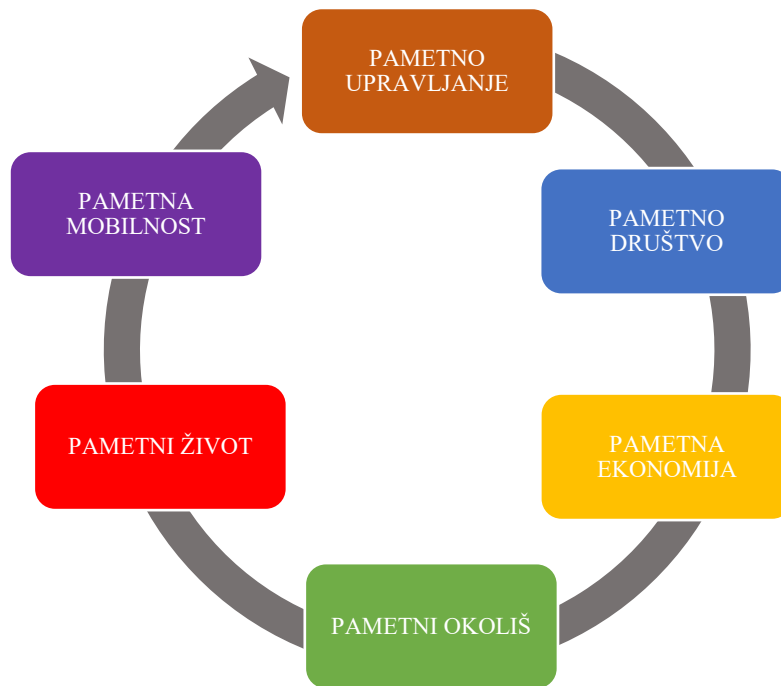 PAMETNO
UPRAVLJANJE
PAMETNO
DRUŠTVO
PAMETNA
EKONOMIJA
PAMETNI OKOLIŠ
PAMETNI ŽIVOT
PAMETNA
MOBILNOST